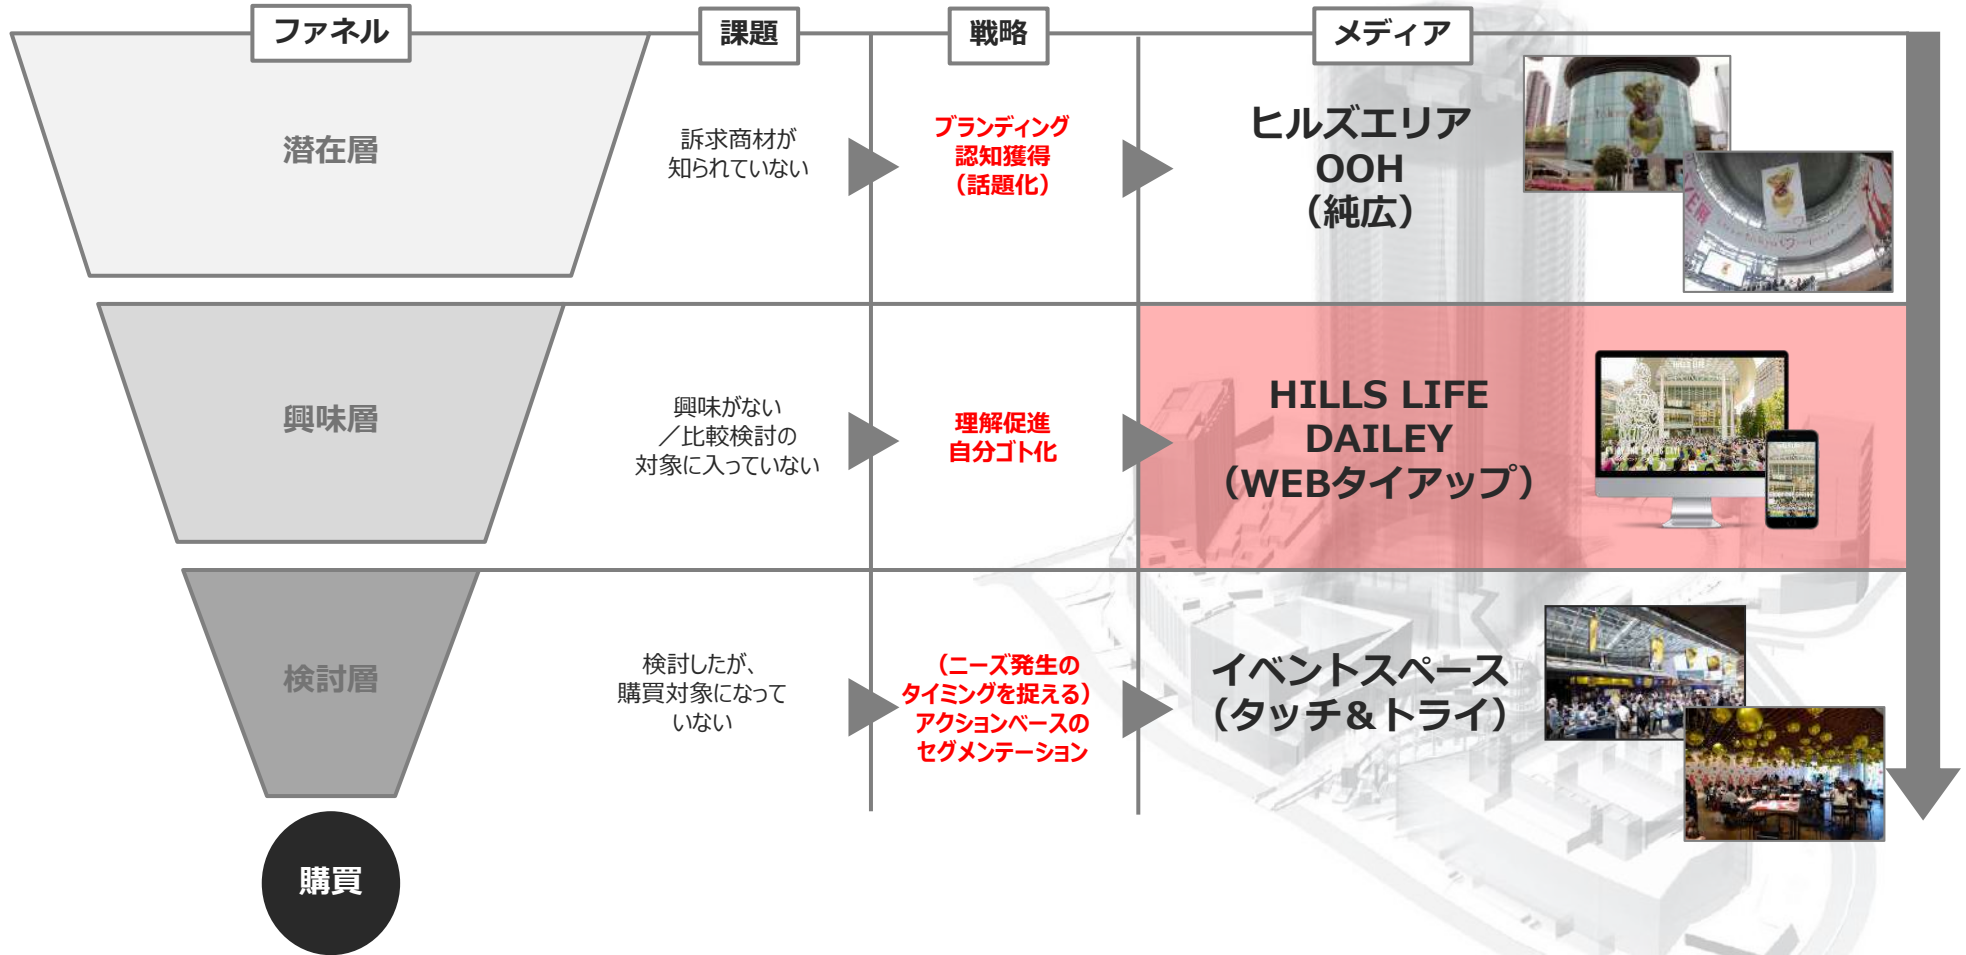 ファネル
課題
戦略
メディア
潜在層
訴求商材が
知られていない
ブランディング
認知獲得
（話題化）
ヒルズエリア
OOH
（純広）
興味層
興味がない
／比較検討の
対象に入っていない
理解促進
自分ゴト化
HILLS LIFE
DAILEY
（WEBタイアップ）
HILLS LIFE
検討層
検討したが、
購買対象になって
いない
（ニーズ発生の
タイミングを捉える）
アクションベースの
セグメンテーション
イベントスペース
（タッチ＆トライ）
購買